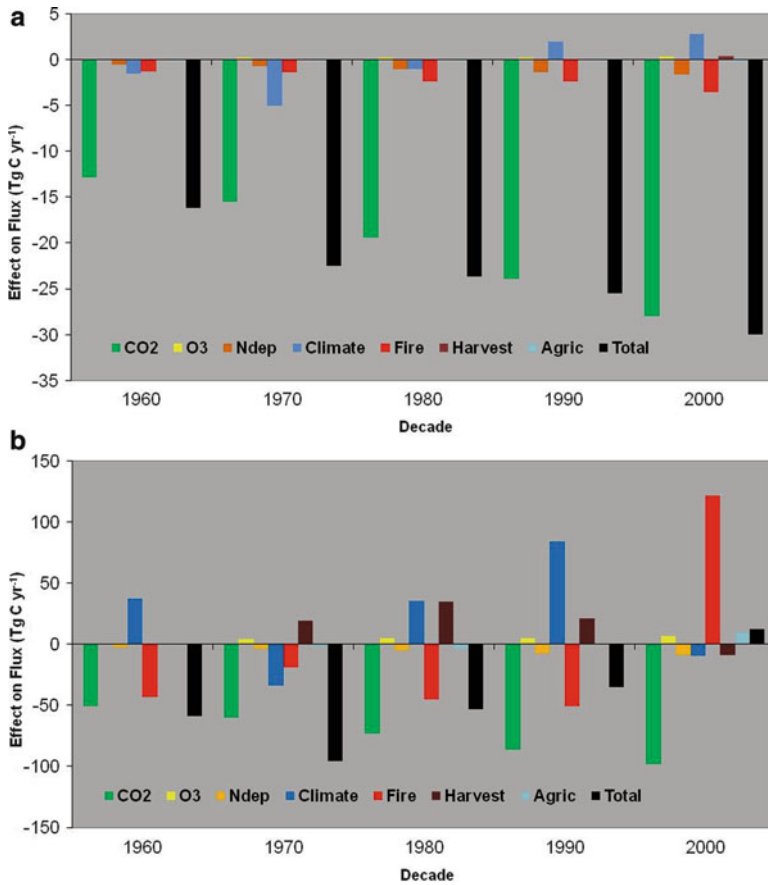 a
5
0
-5
-10
-15
-20
-25
-30
-35
Effect on Flux (Tg C yr⁻¹)
CO2 O3 Ndep Climate Fire Harvest Agric Total
1960 1970 1980 1990 2000
Decade
b
150
100
50
0
-50
-100
-150
Effect on Flux (Tg C yr⁻¹)
CO2 O3 Ndep Climate Fire Harvest Agric Total
1960 1970 1980 1990 2000
Decade